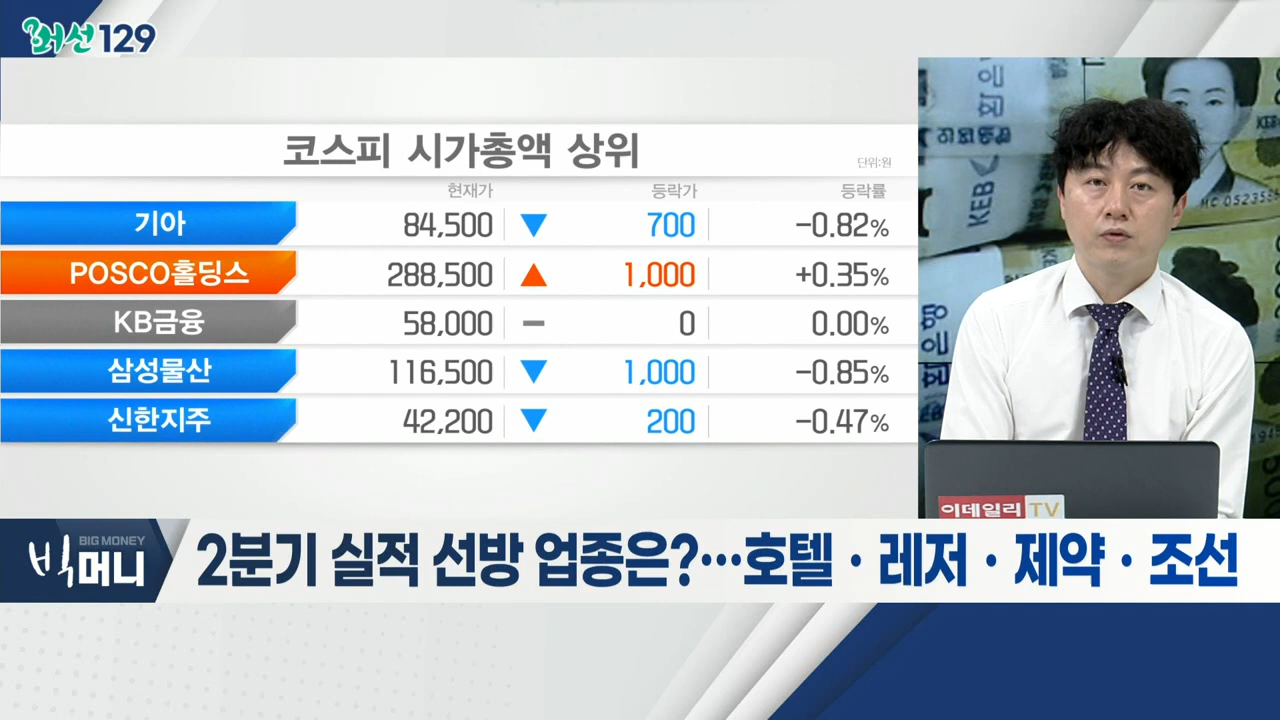 머선129
코스피 시가총액 상위
단위:원
현재가 등락가 등락률
기아 84,500 ▼ 700 -0.82%
POSCO홀딩스 288,500 ▲ 1,000 +0.35%
KB금융 58,000 - 0 0.00%
삼성물산 116,500 ▼ 1,000 -0.85%
신한지주 42,200 ▼ 200 -0.47%
KEB
이데일리TV
BIG MONEY
빅머니
2분기 실적 선방 업종은?…호텔·레저·제약·조선